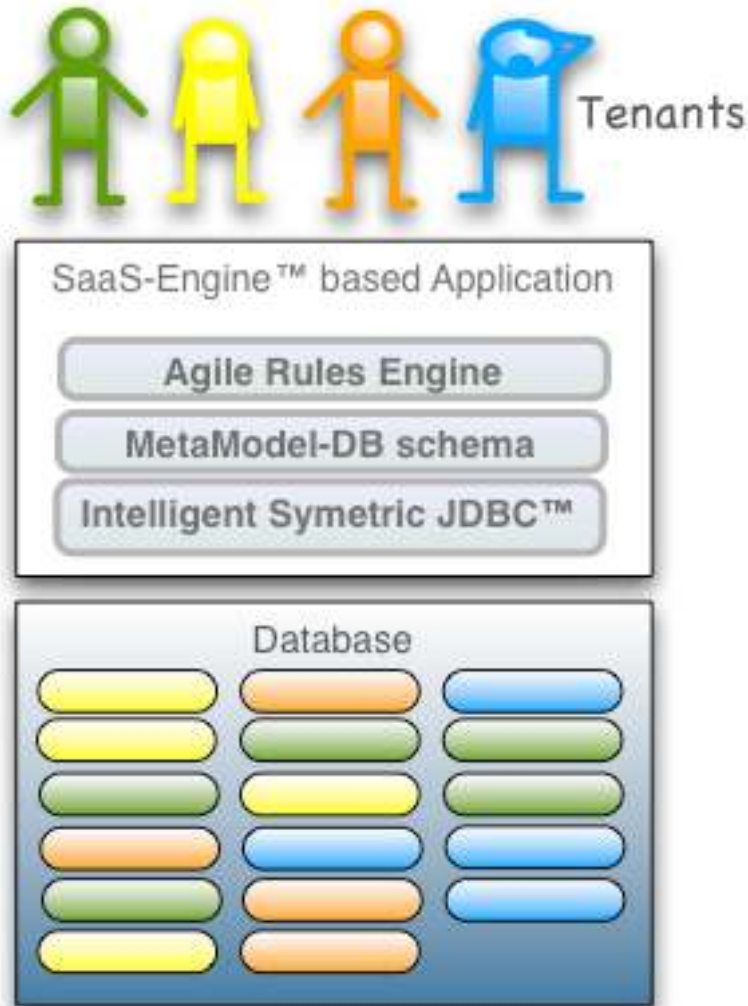 Tenants
SaaS-Engine™ based Application
Agile Rules Engine
MetaModel-DB schema
Intelligent Symetric JDBC™
Database